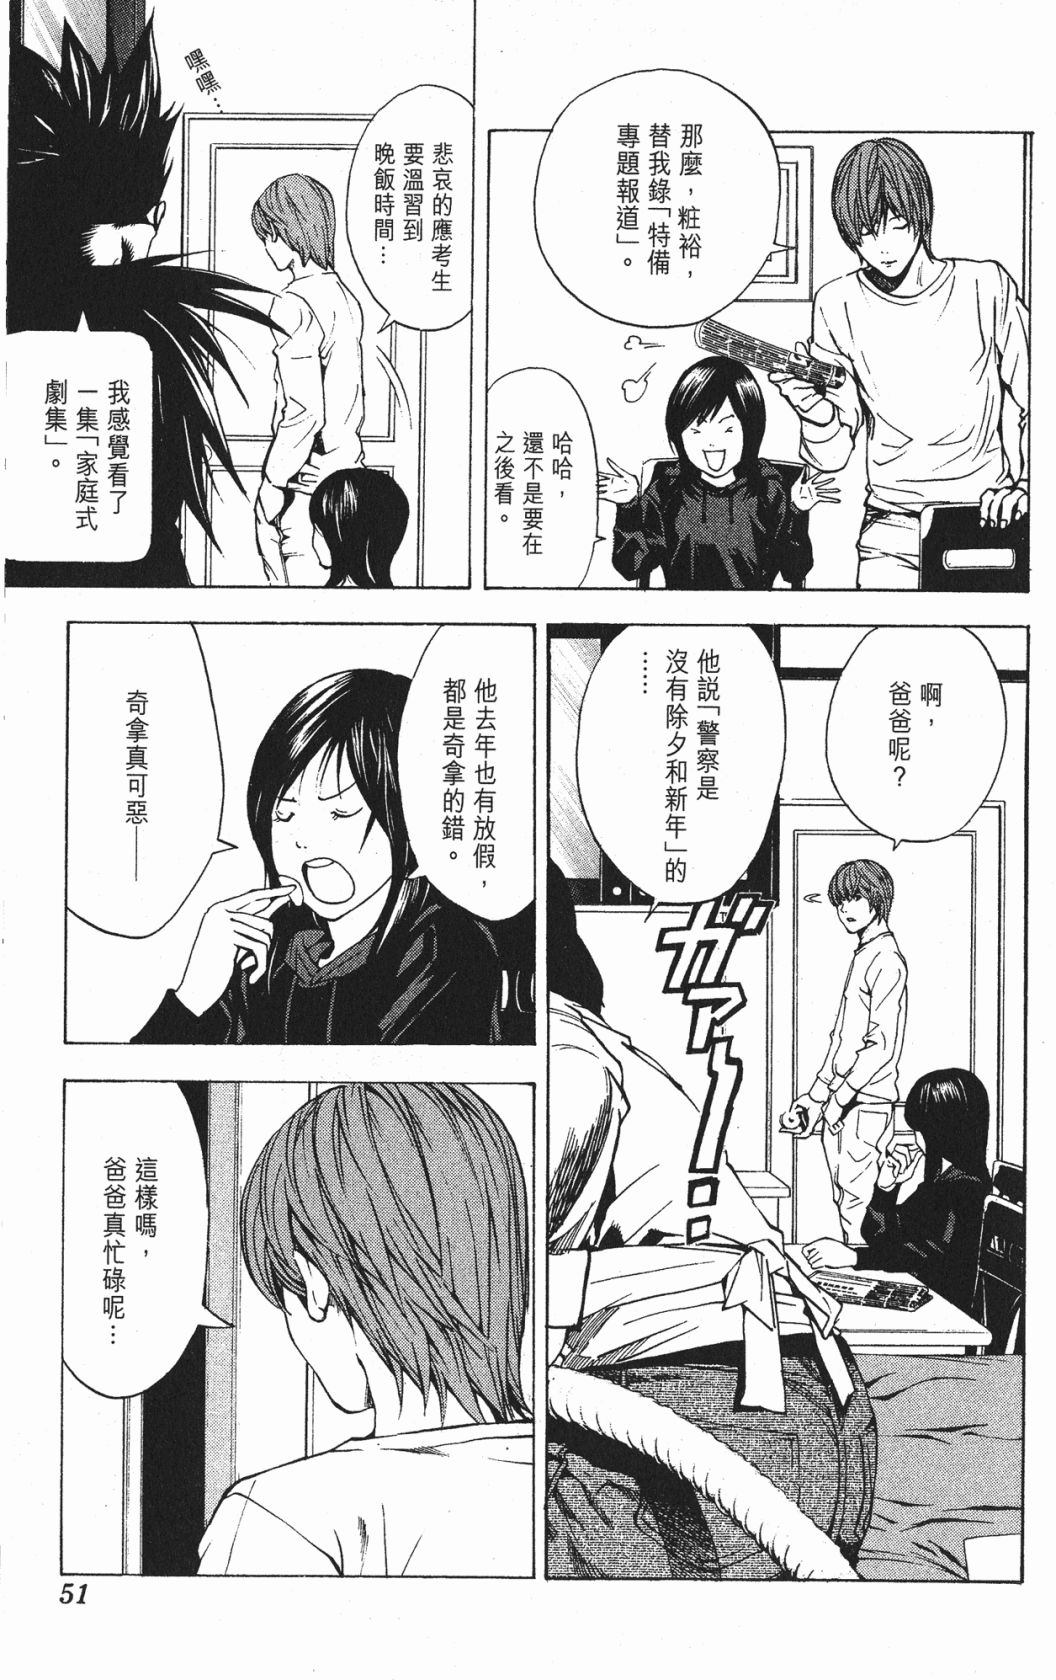 那麼，粧裕，
替我錄「特備
專題報道」。
哈哈，
還不是要在
之後看。
悲哀的應考生
要溫習到
晚飯時間…
嘿嘿…
我感覺看了
一集「家庭式
劇集」。
啊，
爸爸呢？
他説「警察是
沒有除夕和新年」的
……
ガァーー!!
他去年也有放假，
都是奇拿的錯。
奇拿真可惡——
這樣嗎，
爸爸真忙碌呢…
51